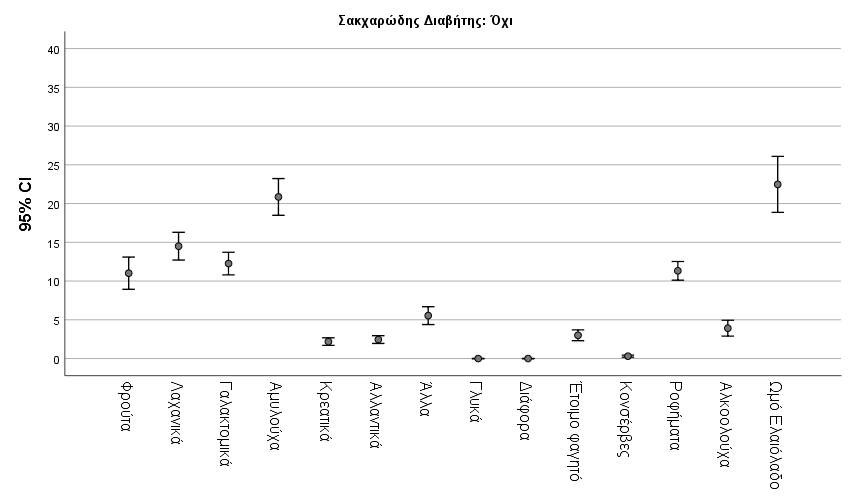 Σακχαρώδης Διαβήτης: Όχι
95% CI
40
35
30
25
20
15
10
5
0
Φρούτα
Λαχανικά
Γαλακτομικά
Αμυλούχα
Κρεατικά
Αλλαντικά
Άλλα
Γλυκά
Διάφορα
Έτοιμο φαγητό
Κονσέρβες
Ροφήματα
Αλκοολούχα
Ωμό Ελαιόλαδο